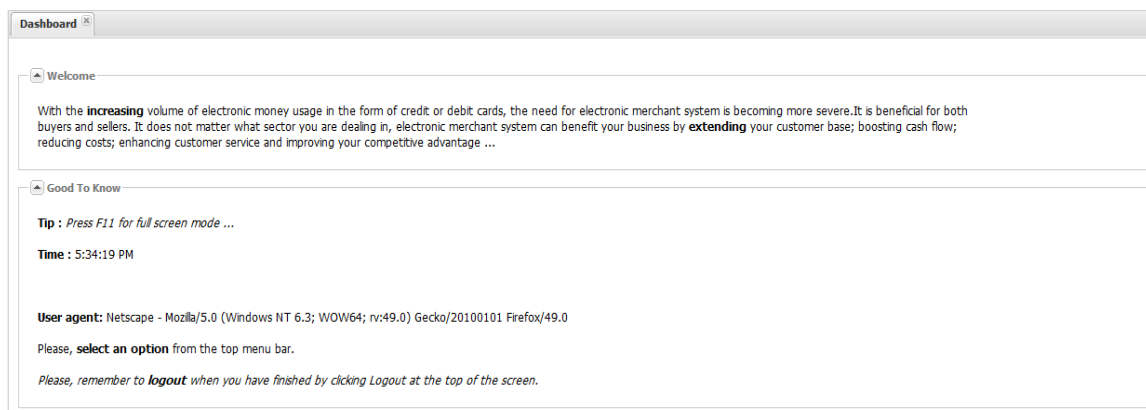 Dashboard
Welcome
With the increasing volume of electronic money usage in the form of credit or debit cards, the need for electronic merchant system is becoming more severe.It is beneficial for both
buyers and sellers. It does not matter what sector you are dealing in, electronic merchant system can benefit your business by extending your customer base; boosting cash flow;
reducing costs; enhancing customer service and improving your competitive advantage ...
Good To Know
Tip : Press F11 for full screen mode ...
Time : 5:34:19 PM
User agent: Netscape - Mozilla/5.0 (Windows NT 6.3; WOW64; rv:49.0) Gecko/20100101 Firefox/49.0
Please, select an option from the top menu bar.
Please, remember to logout when you have finished by clicking Logout at the top of the screen.